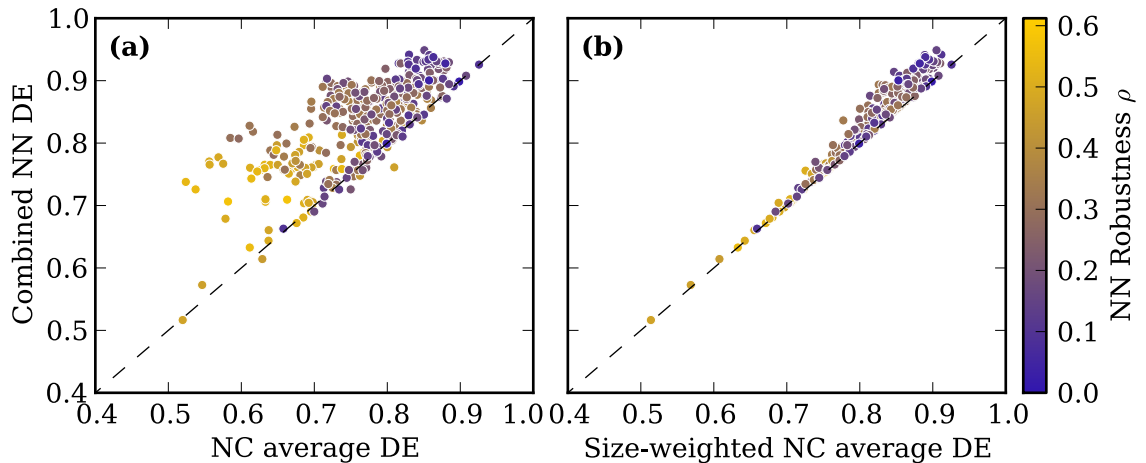 (a)
(b)
Combined NN DE
1.0
0.9
0.8
0.7
0.6
0.5
0.4
0.4 0.5 0.6 0.7 0.8 0.9 1.0
NC average DE
0.4 0.5 0.6 0.7 0.8 0.9 1.0
Size-weighted NC average DE
0.6
0.5
0.4
0.3
0.2
0.1
0.0
NN Robustness ρ